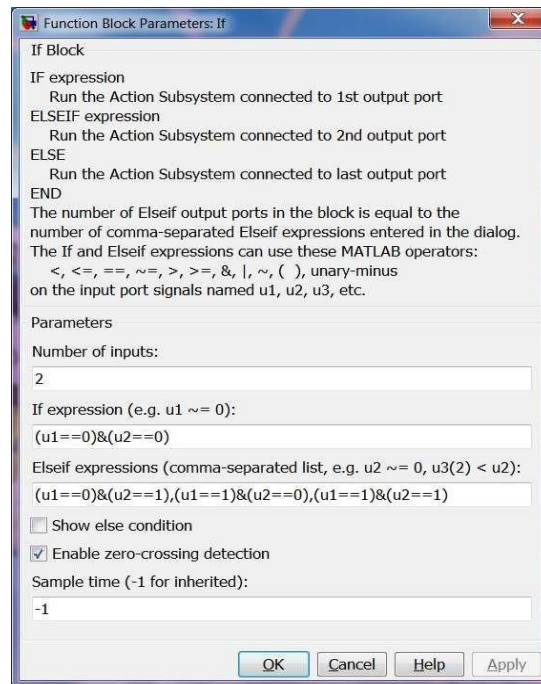 Function Block Parameters: If
If Block
IF expression
Run the Action Subsystem connected to 1st output port
ELSEIF expression
Run the Action Subsystem connected to 2nd output port
ELSE
Run the Action Subsystem connected to last output port
END
The number of Elseif output ports in the block is equal to the
number of comma-separated Elseif expressions entered in the dialog.
The If and Elseif expressions can use these MATLAB operators:
<, <=, ==, ~=, >, >=, &, |, ~, ( ), unary-minus
on the input port signals named u1, u2, u3, etc.
Parameters
Number of inputs:
2
If expression (e.g. u1 ~= 0):
(u1==0)&(u2==0)
Elseif expressions (comma-separated list, e.g. u2 ~= 0, u3(2) < u2):
(u1==0)&(u2==1),(u1==1)&(u2==0),(u1==1)&(u2==1)
Show else condition
Enable zero-crossing detection
Sample time (-1 for inherited):
-1
OK Cancel Help Apply